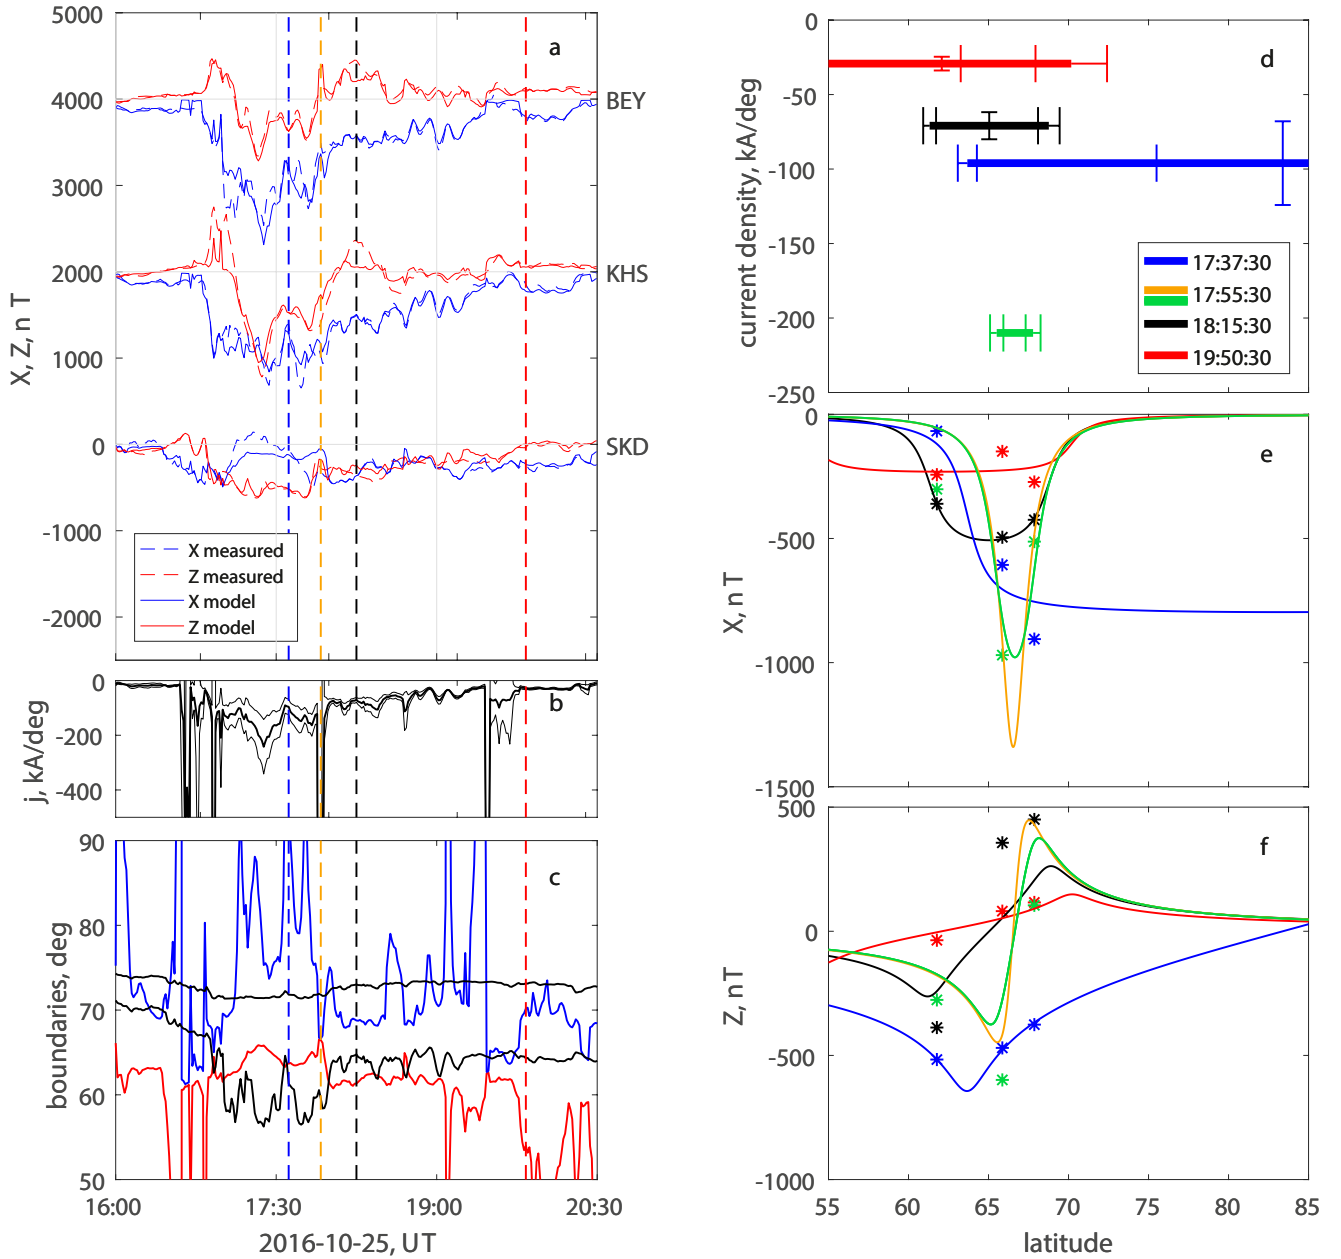 5000
4000
3000
2000
1000
0
-1000
-2000
X, Z, n T
a
BEY
KHS
SKD
X measured
Z measured
X model
Z model
0
-200
-400
j, kA/deg
b
90
80
70
60
50
boundaries, deg
c
16:00
17:30
19:00
20:30
2016-10-25, UT
0
-50
-100
-150
-200
-250
current density, kA/deg
d
17:37:30
17:55:30
18:15:30
19:50:30
0
-500
-1000
-1500
X, n T
e
500
0
-500
-1000
Z, nT
f
55
60
65
70
75
80
85
latitude